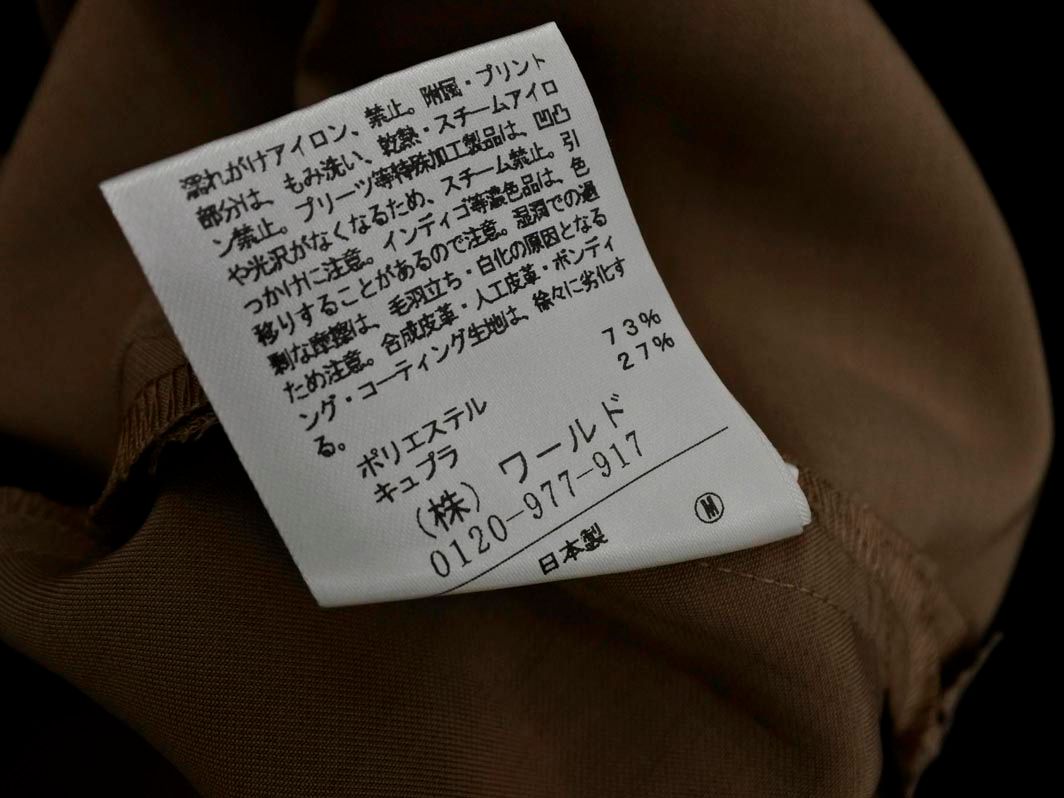 濡れがけアイロン、禁止。附属・プリント
部分は、もみ洗い、乾熱・スチームアイロ
ン禁止。プリーツ等特殊加工製品は、凹凸
や光沢がなくなるため、スチーム禁止。引
っかけに注意。インディゴ等濃色品は、色
移りすることがあるので注意。湿潤での過
剰な摩擦は、毛羽立ち・白化の原因となる
ため注意。合成皮革・人工皮革・ボンディ
ング・コーティング生地は、徐々に劣化す
る。
ポリエステル 73%
キュプラ 27%
(株) ワールド
0120-977-917
日本製 Ⓜ